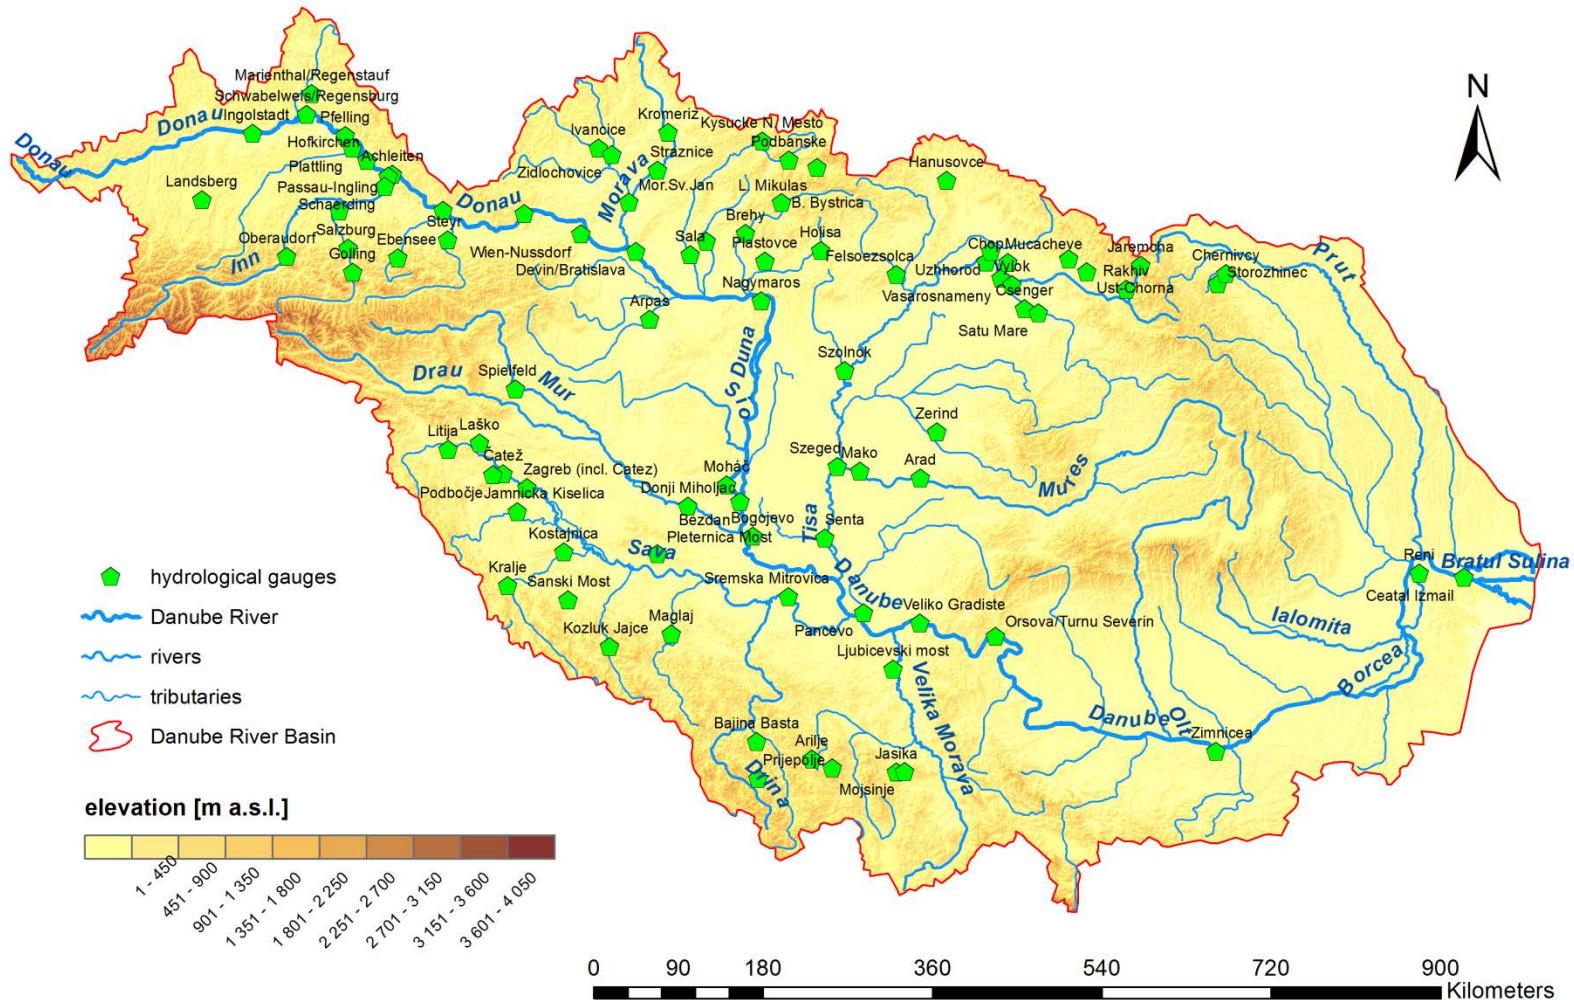 N
Marienthal/Regenstauf
Schwabelweis/Regensburg
Ingolstadt
Pfelling
Donau
Donau
Hofkirchen
Plattling
Achleiten
Landsberg
Passau-Ingling
Schaerding
Oberaudorf
Salzburg
Golling
Ebensee
Steyr
Inn
Donau
Wien-Nussdorf
Devin/Bratislava
Ivancice
Zidlochovice
Kromeriz
Straznice
Morava
Mor.Sv.Jan
Kysucke N. Mesto
Podbanske
L. Mikulas
B. Bystrica
Brehy
Sala
Plastovce
Holisa
Hanusovce
Felsoezsolca
Nagymaros
Arpas
Chop
Mucacheve
Uzhhorod
Vylok
Vasarosnameny
Csenger
Satu Mare
Jaremcha
Rakhiv
Ust-Chorna
Chernivcy
Storozhinec
Prut
Szolnok
S Duna
Sio
Drau
Spielfeld
Mur
Litija
Laško
Čatež
Zagreb (incl. Catez)
Podbočje
Jamnicka Kiselica
Moháč
Donji Miholjac
Bezdan
Bogojevo
Pleternica Most
Szeged
Mako
Arad
Zerind
Mures
Tisa
Senta
Kostajnica
Sava
Kralje
Sanski Most
Sremska Mitrovica
Danube
Maglaj
Kozluk Jajce
Pancevo
Veliko Gradiste
Orsova/Turnu Severin
Ljubicevski most
Velika Morava
Bajina Basta
Arilje
Prijepolje
Drina
Jasika
Mojsinje
Danube
Olt
Zimnicea
Ialomita
Borcea
Reni
Bratul Sulina
Ceatal Izmail
hydrological gauges
Danube River
rivers
tributaries
Danube River Basin
elevation [m a.s.l.]
1 - 450
451 - 900
901 - 1 350
1 351 - 1 800
1 801 - 2 250
2 251 - 2 700
2 701 - 3 150
3 151 - 3 600
3 601 - 4 050
0 90 180 360 540 720 900
Kilometers